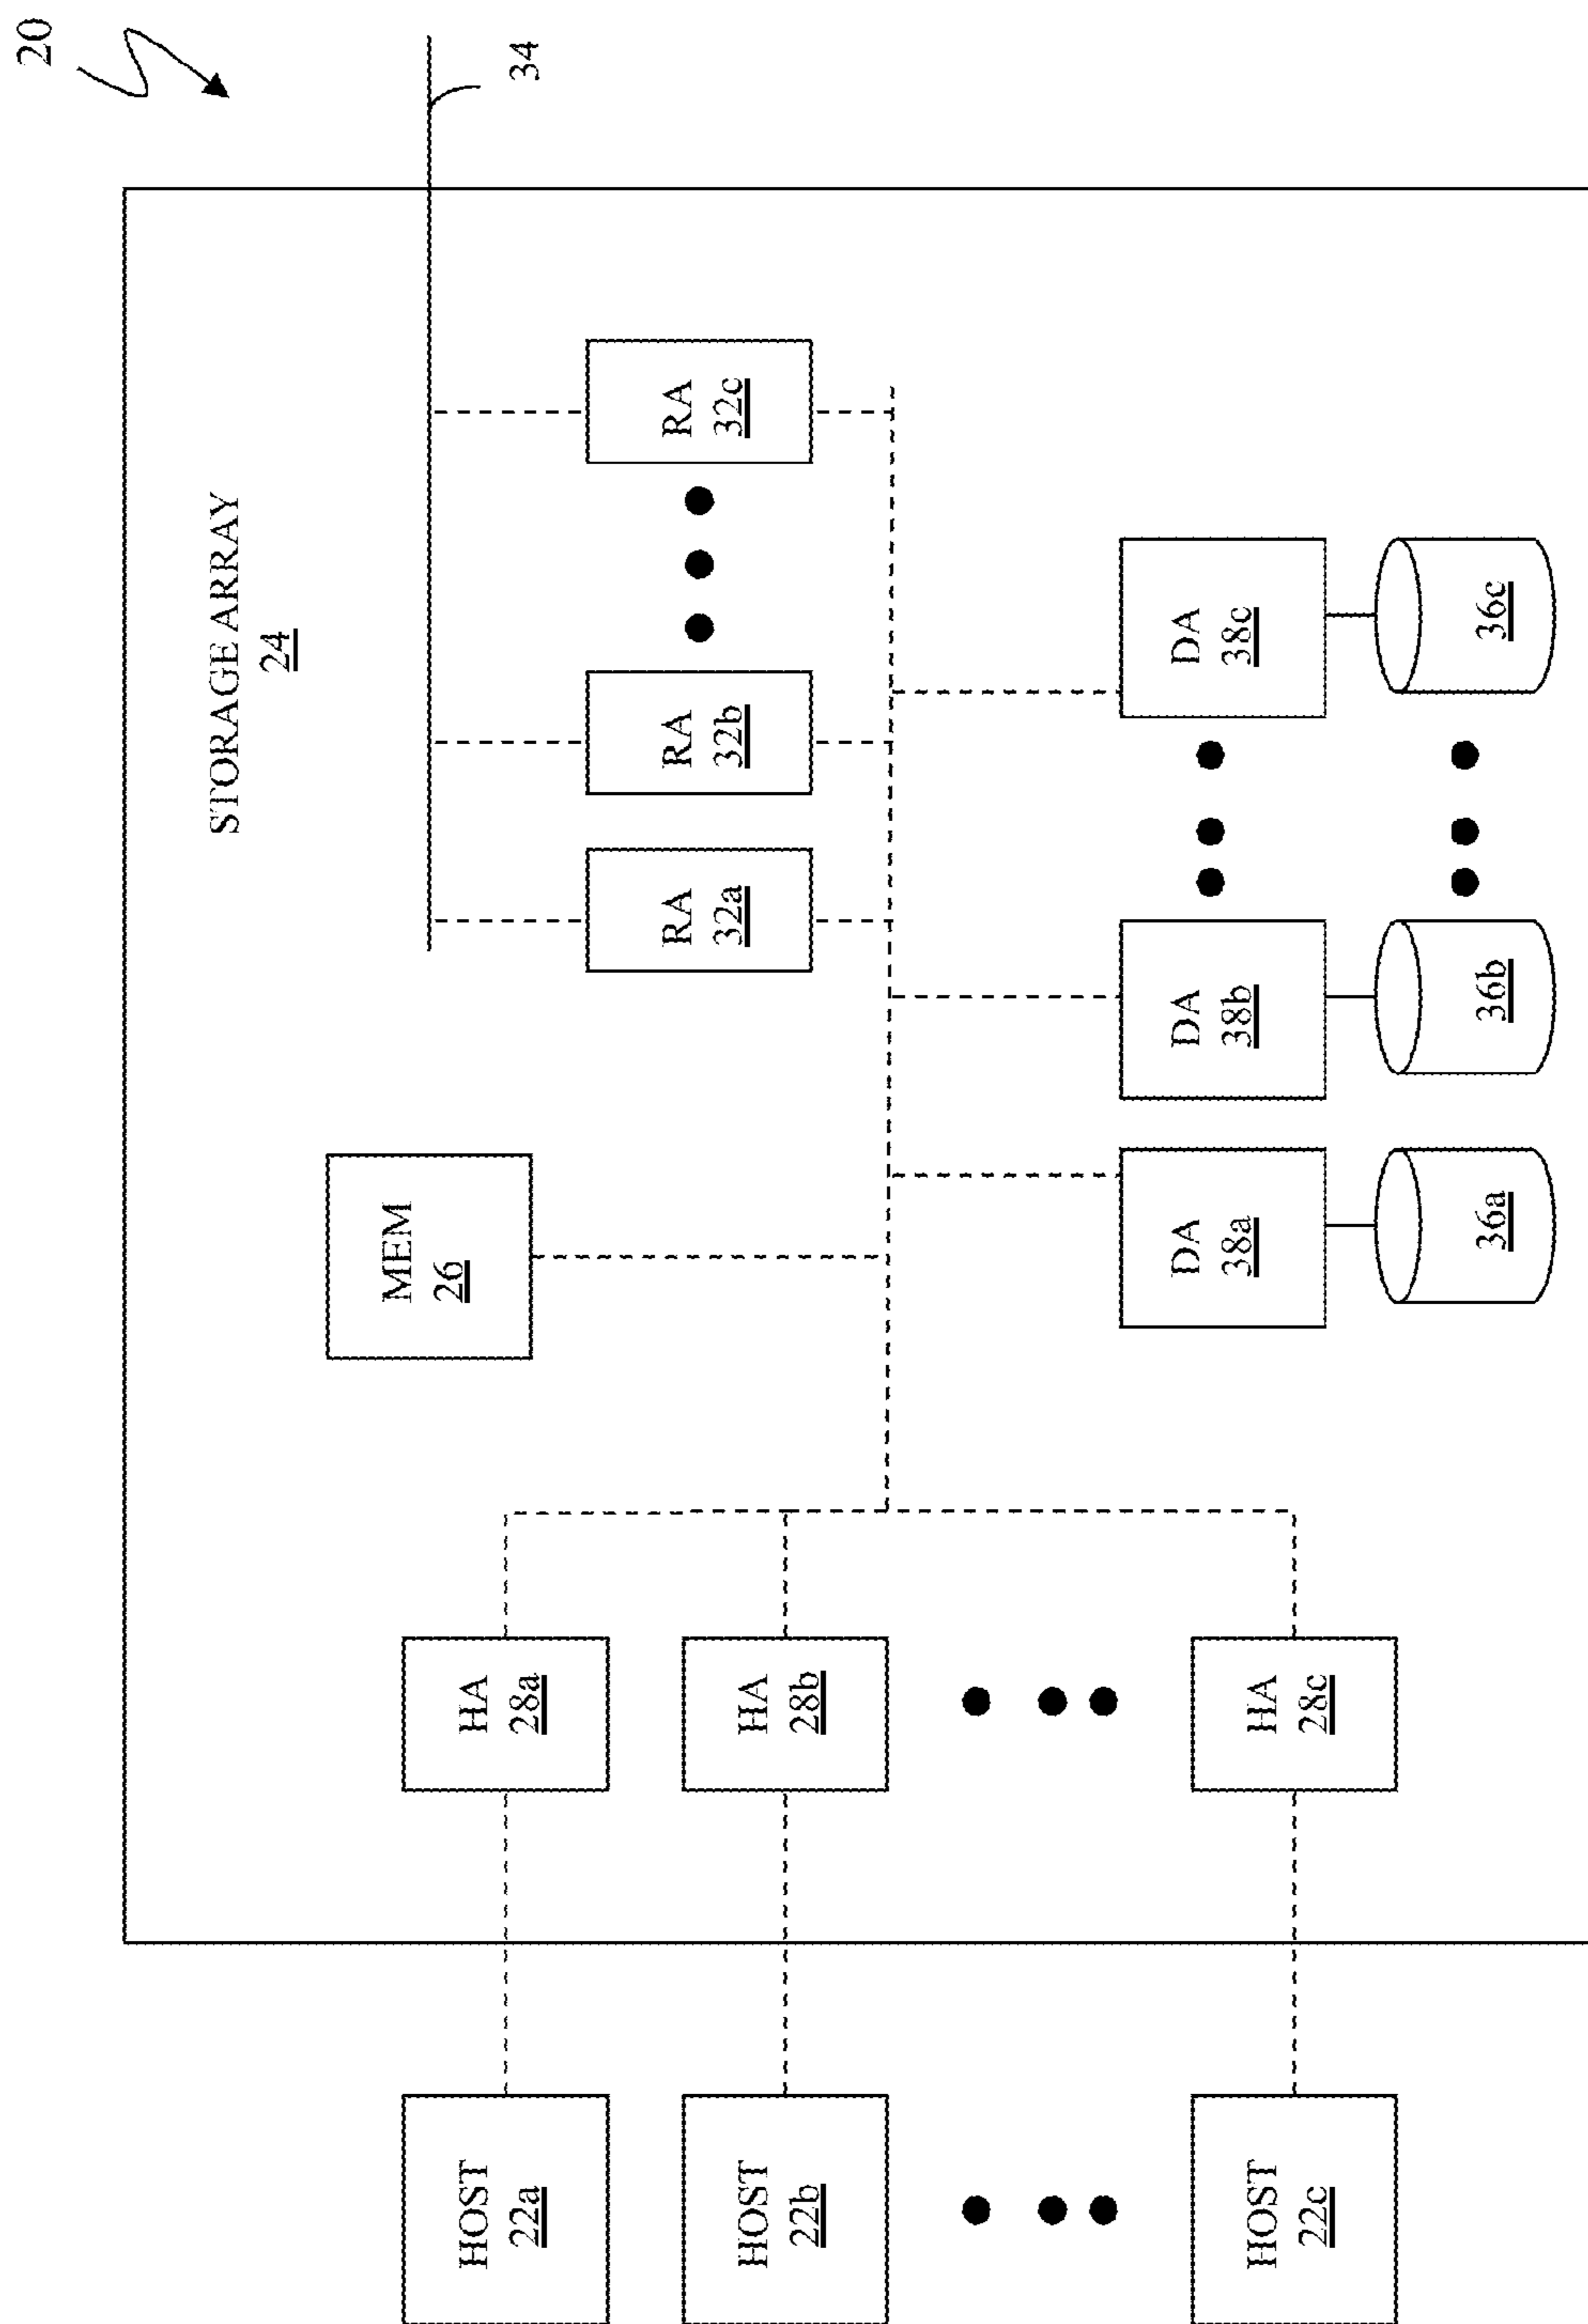 20
STORAGE ARRAY
24
34
HOST
22a
HA
28a
MEM
26
RA
32a
RA
32b
RA
32c
HOST
22b
HA
28b
DA
38a
DA
38b
DA
38c
HOST
22c
HA
28c
36a
36b
36c